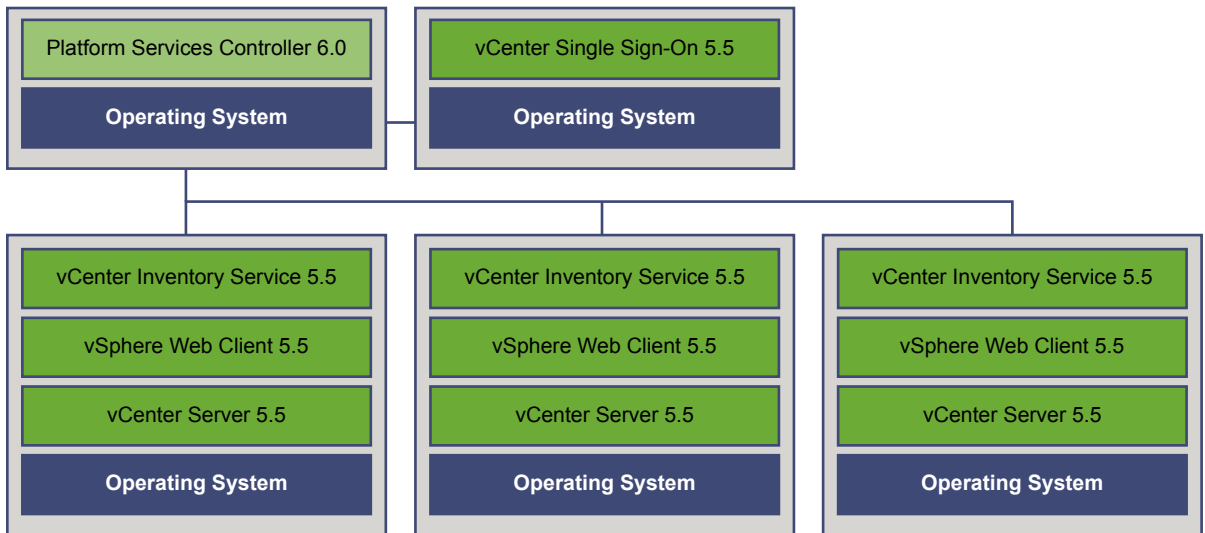 Platform Services Controller 6.0
Operating System
vCenter Single Sign-On 5.5
Operating System
vCenter Inventory Service 5.5
vSphere Web Client 5.5
vCenter Server 5.5
Operating System
vCenter Inventory Service 5.5
vSphere Web Client 5.5
vCenter Server 5.5
Operating System
vCenter Inventory Service 5.5
vSphere Web Client 5.5
vCenter Server 5.5
Operating System